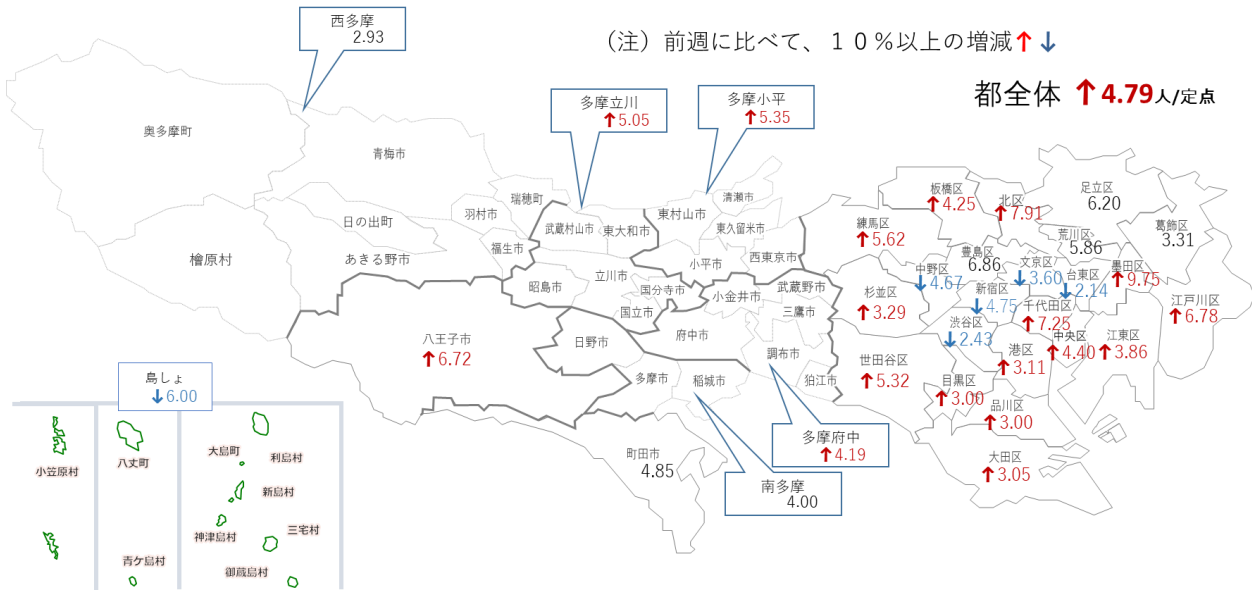 西多摩
2.93
(注）前週に比べて、１０％以上の増減↑↓
都全体 ↑4.79人/定点
多摩立川
↑5.05
多摩小平
↑5.35
奥多摩町
青梅市
瑞穂町
羽村市
日の出町
福生市
あきる野市
檜原村
武蔵村山市
東大和市
東村山市
清瀬市
東久留米市
小平市
西東京市
昭島市
立川市
国分寺市
国立市
小金井市
武蔵野市
三鷹市
府中市
調布市
狛江市
八王子市
↑6.72
日野市
多摩市
稲城市
町田市
4.85
多摩府中
↑4.19
南多摩
4.00
板橋区
↑4.25
北区
↑7.91
足立区
6.20
葛飾区
3.31
練馬区
↑5.62
荒川区
5.86
豊島区
6.86
文京区
↓3.60
台東区
↓2.14
墨田区
↑9.75
中野区
↓4.67
新宿区
↓4.75
千代田区
↑7.25
江戸川区
↑6.78
杉並区
↑3.29
渋谷区
↓2.43
港区
↑3.11
中央区
↑4.40
江東区
↑3.86
世田谷区
↑5.32
目黒区
↑3.00
品川区
↑3.00
大田区
↑3.05
島しょ
↓6.00
小笠原村
八丈町
青ケ島村
大島町
利島村
新島村
神津島村
三宅村
御蔵島村